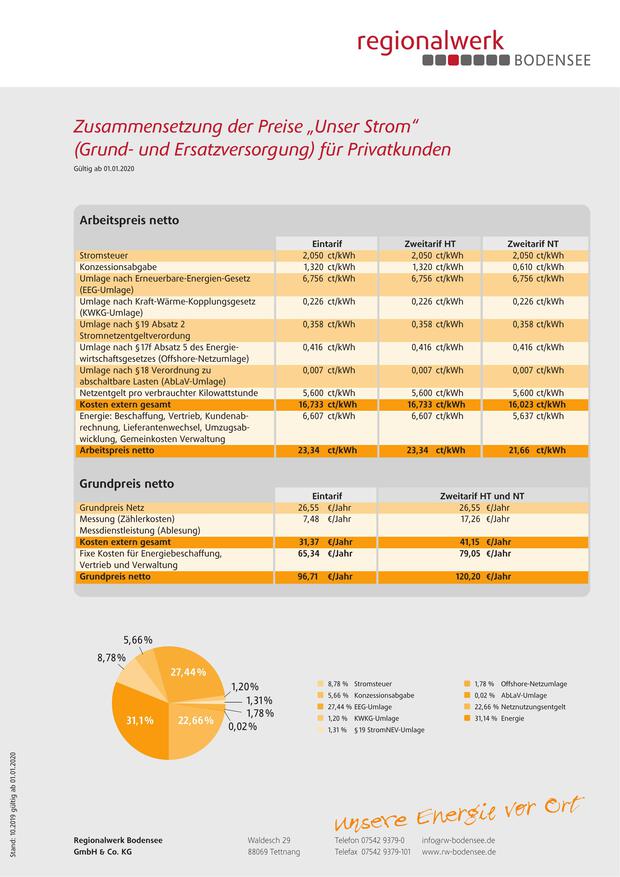 regionalwerk
BODENSEE
Zusammensetzung der Preise „Unser Strom“
(Grund- und Ersatzversorgung) für Privatkunden
Gültig ab 01.01.2020
Arbeitspreis netto
Eintarif Zweitarif HT Zweitarif NT
Stromsteuer 2,050 ct/kWh 2,050 ct/kWh 2,050 ct/kWh
Konzessionsabgabe 1,320 ct/kWh 1,320 ct/kWh 0,610 ct/kWh
Umlage nach Erneuerbare-Energien-Gesetz 6,756 ct/kWh 6,756 ct/kWh 6,756 ct/kWh
(EEG-Umlage)
Umlage nach Kraft-Wärme-Kopplungsgesetz 0,226 ct/kWh 0,226 ct/kWh 0,226 ct/kWh
(KWKG-Umlage)
Umlage nach §19 Absatz 2 0,358 ct/kWh 0,358 ct/kWh 0,358 ct/kWh
Stromnetzentgeltverordung
Umlage nach §17f Absatz 5 des Energie- 0,416 ct/kWh 0,416 ct/kWh 0,416 ct/kWh
wirtschaftsgesetzes (Offshore-Netzumlage)
Umlage nach §18 Verordnung zu 0,007 ct/kWh 0,007 ct/kWh 0,007 ct/kWh
abschaltbare Lasten (AbLaV-Umlage)
Netzentgelt pro verbrauchter Kilowattstunde 5,600 ct/kWh 5,600 ct/kWh 5,600 ct/kWh
Kosten extern gesamt 16,733 ct/kWh 16,733 ct/kWh 16,023 ct/kWh
Energie: Beschaffung, Vertrieb, Kundenab- 6,607 ct/kWh 6,607 ct/kWh 5,637 ct/kWh
rechnung, Lieferantenwechsel, Umzugsab-
wicklung, Gemeinkosten Verwaltung
Arbeitspreis netto 23,34 ct/kWh 23,34 ct/kWh 21,66 ct/kWh
Grundpreis netto
Eintarif Zweitarif HT und NT
Grundpreis Netz 26,55 €/Jahr 26,55 €/Jahr
Messung (Zählerkosten) 7,48 €/Jahr 17,26 €/Jahr
Messdienstleistung (Ablesung)
Kosten extern gesamt 31,37 €/Jahr 41,15 €/Jahr
Fixe Kosten für Energiebeschaffung, 65,34 €/Jahr 79,05 €/Jahr
Vertrieb und Verwaltung
Grundpreis netto 96,71 €/Jahr 120,20 €/Jahr
5,66 %
8,78 %
27,44 %
1,20 %
1,31 %
1,78 %
0,02 %
22,66 %
31,1 %
8,78 % Stromsteuer
5,66 % Konzessionsabgabe
27,44 % EEG-Umlage
1,20 % KWKG-Umlage
1,31 % §19 StromNEV-Umlage
1,78 % Offshore-Netzumlage
0,02 % AbLaV-Umlage
22,66 % Netznutzungsentgelt
31,14 % Energie
unsere Energie vor Ort
Stand: 10.2019 gültig ab 01.01.2020
Regionalwerk Bodensee Waldesch 29 Telefon 07542 9379-0 info@rw-bodensee.de
GmbH & Co. KG 88069 Tettnang Telefax 07542 9379-101 www.rw-bodensee.de